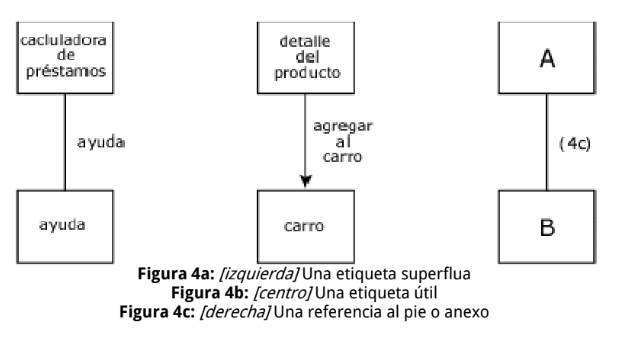 cacluladora
de
préstamos
ayuda
ayuda
detalle
del
producto
agregar
al
carro
carro
A
(4c)
B
Figura 4a: [izquierda] Una etiqueta superflua
Figura 4b: [centro] Una etiqueta útil
Figura 4c: [derecha] Una referencia al pie o anexo